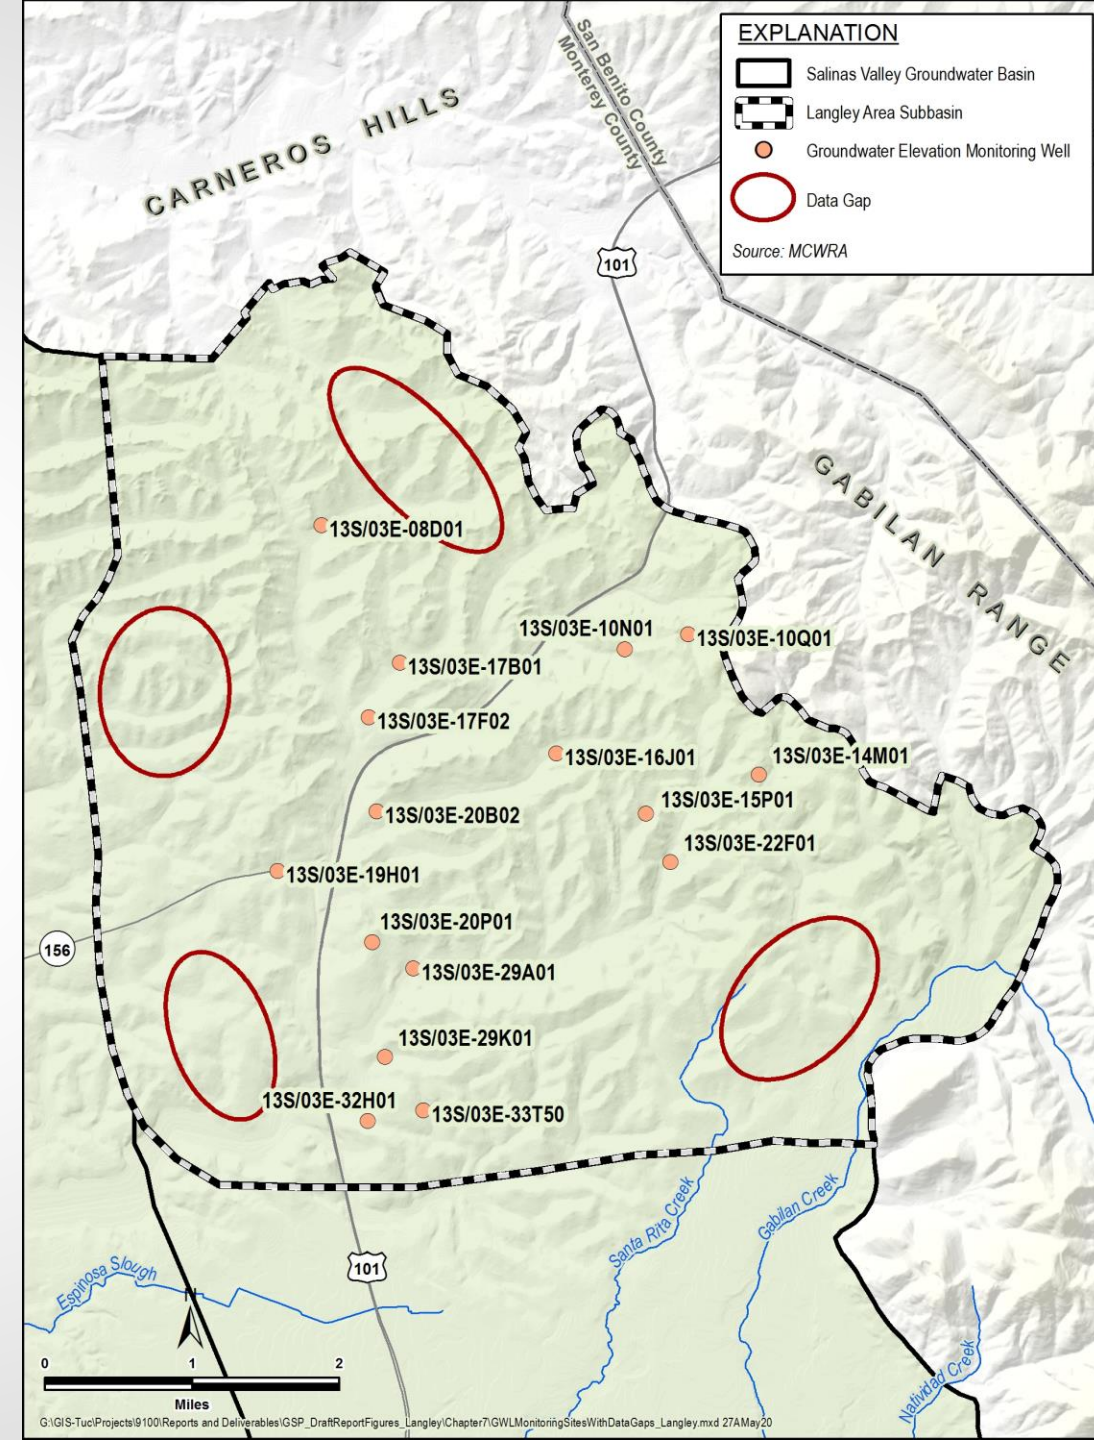 EXPLANATION
Salinas Valley Groundwater Basin
Langley Area Subbasin
Groundwater Elevation Monitoring Well
Data Gap
Source: MCWRA
San Benito County
Monterey County
CARNEROS HILLS
101
GABILAN RANGE
13S/03E-08D01
13S/03E-10N01
13S/03E-10Q01
13S/03E-17B01
13S/03E-17F02
13S/03E-16J01
13S/03E-14M01
13S/03E-15P01
13S/03E-20B02
13S/03E-22F01
13S/03E-19H01
13S/03E-20P01
156
13S/03E-29A01
13S/03E-29K01
13S/03E-32H01
13S/03E-33T50
Santa Rita Creek
Gabilan Creek
Espinosa Slough
101
Natividad Creek
N
0 1 2
Miles
G:\GIS-Tuc\Projects\9100\Reports and Deliverables\GSP_DraftReportFigures_Langley\Chapter7\GWLMonitoringSitesWithDataGaps_Langley.mxd 27AMay20